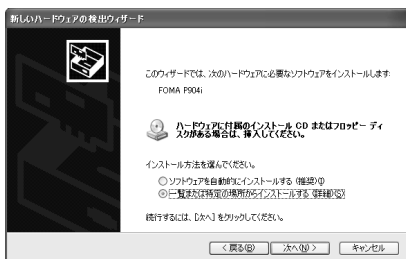 新しいハードウェアの検出ウィザード
このウィザードでは、次のハードウェアに必要なソフトウェアをインストールします:
FOMA P904i
ハードウェアに付属のインストール CD またはフロッピー ディ
スクがある場合は、挿入してください。
インストール方法を選んでください。
ソフトウェアを自動的にインストールする (推奨)(I)
一覧または特定の場所からインストールする (詳細)(S)
続行するには、[次へ] をクリックしてください。
< 戻る(B) 次へ(N) > キャンセル